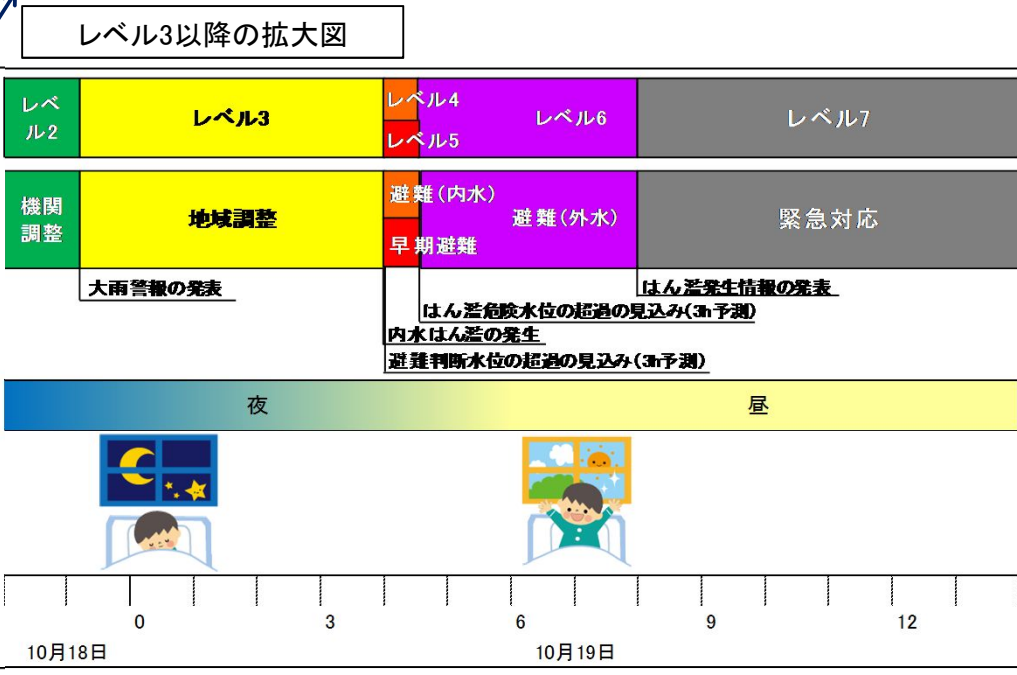 レベル3以降の拡大図
レベ
ル2
レベル3
レベル4
レベル5
レベル6
レベル7
機関
調整
地域調整
避難(内水)
早期避難
避難(外水)
緊急対応
大雨警報の発表
はん濫発生情報の発表
はん濫危険水位の超過の見込み(3h予測)
内水はん濫の発生
避難判断水位の超過の見込み(3h予測)
夜
昼
0
3
6
9
12
10月18日
10月19日